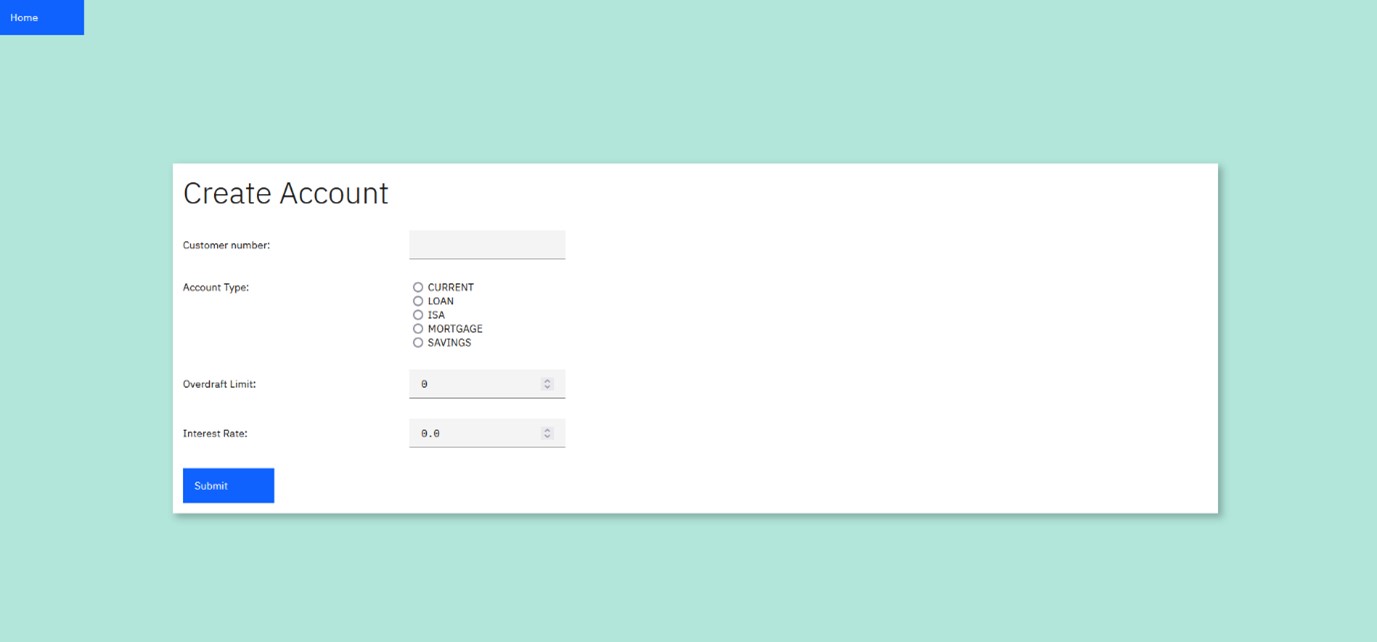 Home
Create Account
Customer number:
Account Type:
CURRENT
LOAN
ISA
MORTGAGE
SAVINGS
Overdraft Limit:
0
Interest Rate:
0.0
Submit